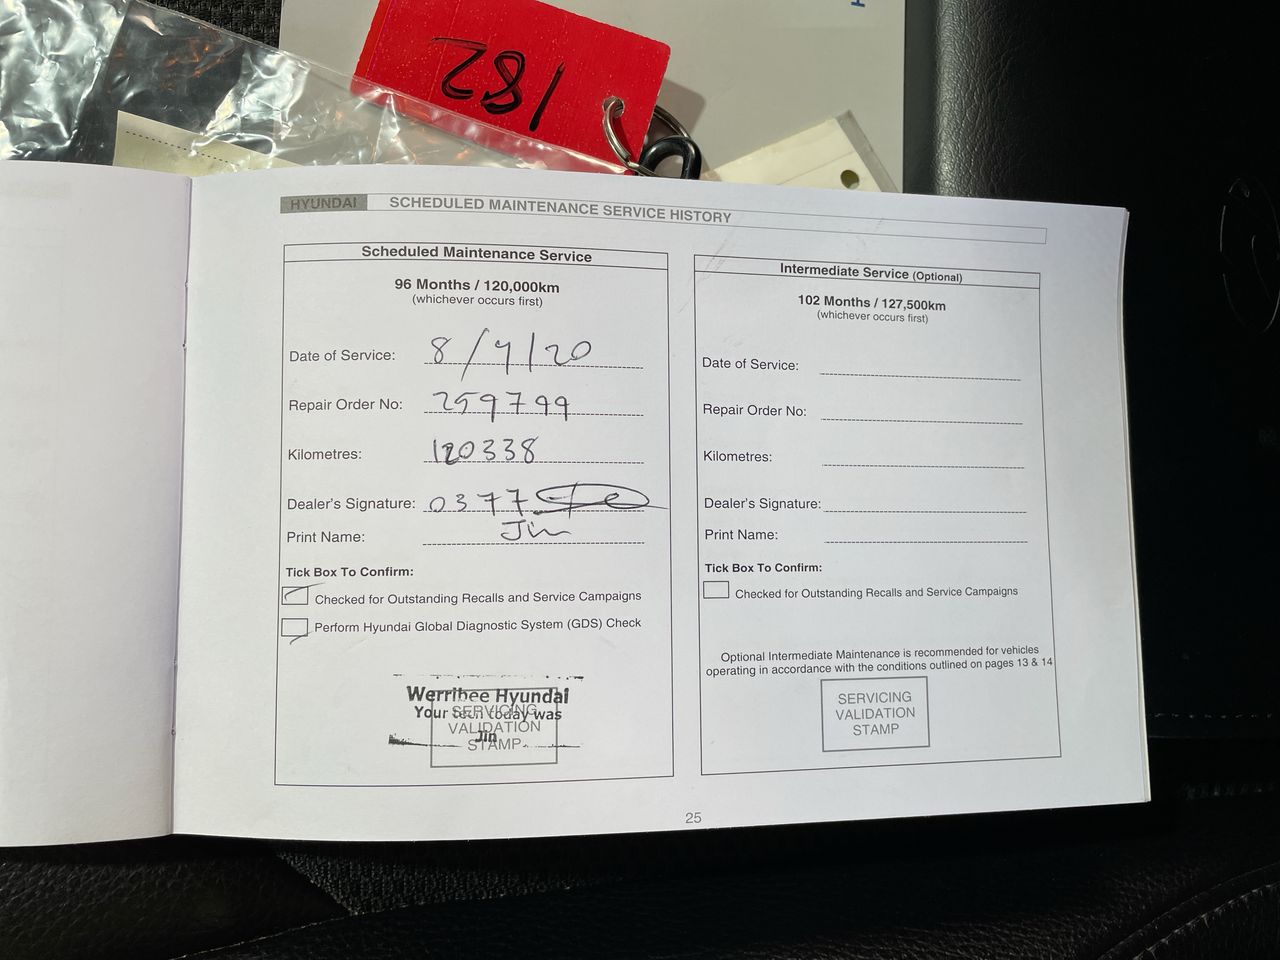 281
HYUNDAI SCHEDULED MAINTENANCE SERVICE HISTORY
Scheduled Maintenance Service
96 Months / 120,000km
(whichever occurs first)
Date of Service: 8/7/20
Repair Order No: 259799
Kilometres: 120338
Dealer's Signature: 0377
Print Name: Jin
Tick Box To Confirm:
Checked for Outstanding Recalls and Service Campaigns
Perform Hyundai Global Diagnostic System (GDS) Check
Werribee Hyundai
Your tech today was
Jin
SERVICING
VALIDATION
STAMP
Intermediate Service (Optional)
102 Months / 127,500km
(whichever occurs first)
Date of Service:
Repair Order No:
Kilometres:
Dealer's Signature:
Print Name:
Tick Box To Confirm:
Checked for Outstanding Recalls and Service Campaigns
Optional Intermediate Maintenance is recommended for vehicles
operating in accordance with the conditions outlined on pages 13 & 14
SERVICING
VALIDATION
STAMP
25